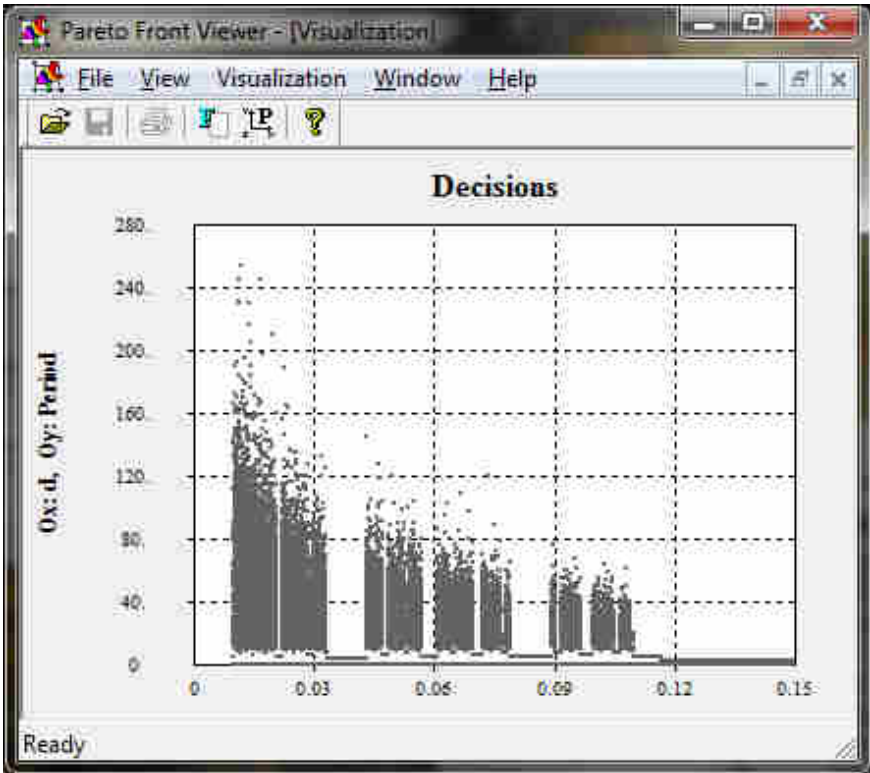 Pareto Front Viewer - [Visualization]
File View Visualization Window Help
Decisions
Ox: d, Oy: Period
280.
240.
200.
160.
120.
80.
40.
0.
0. 0.03 0.06 0.09 0.12 0.15
Ready